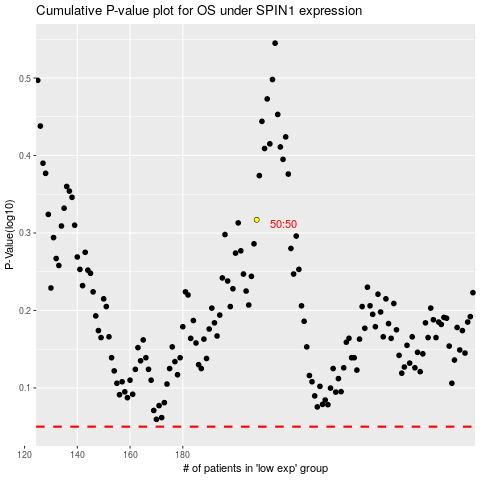 Cumulative P-value plot for OS under SPIN1 expression
P-Value(log10)
0.5
0.4
0.3
0.2
0.1
50:50
120 140 160 180
# of patients in 'low exp' group